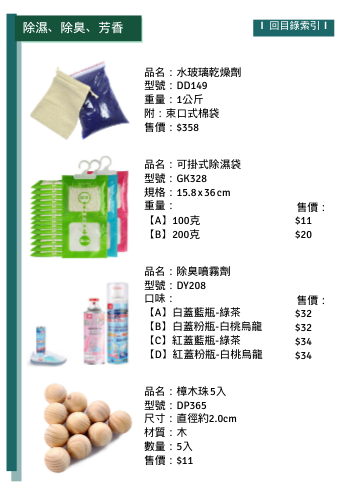 除濕、除臭、芳香
回目錄索引
品名：水玻璃乾燥劑
型號：DD149
重量：1公斤
附：束口式棉袋
售價：$358
品名：可掛式除濕袋
型號：GK328
規格：15.8x36cm
重量： 售價：
【A】100克 $11
【B】200克 $20
品名：除臭噴霧劑
型號：DY208
口味： 售價：
【A】白蓋藍瓶-綠茶 $32
【B】白蓋粉瓶-白桃烏龍 $32
【C】紅蓋藍瓶-綠茶 $34
【D】紅蓋粉瓶-白桃烏龍 $34
品名：樟木珠5入
型號：DP365
尺寸：直徑約2.0cm
材質：木
數量：5入
售價：$11